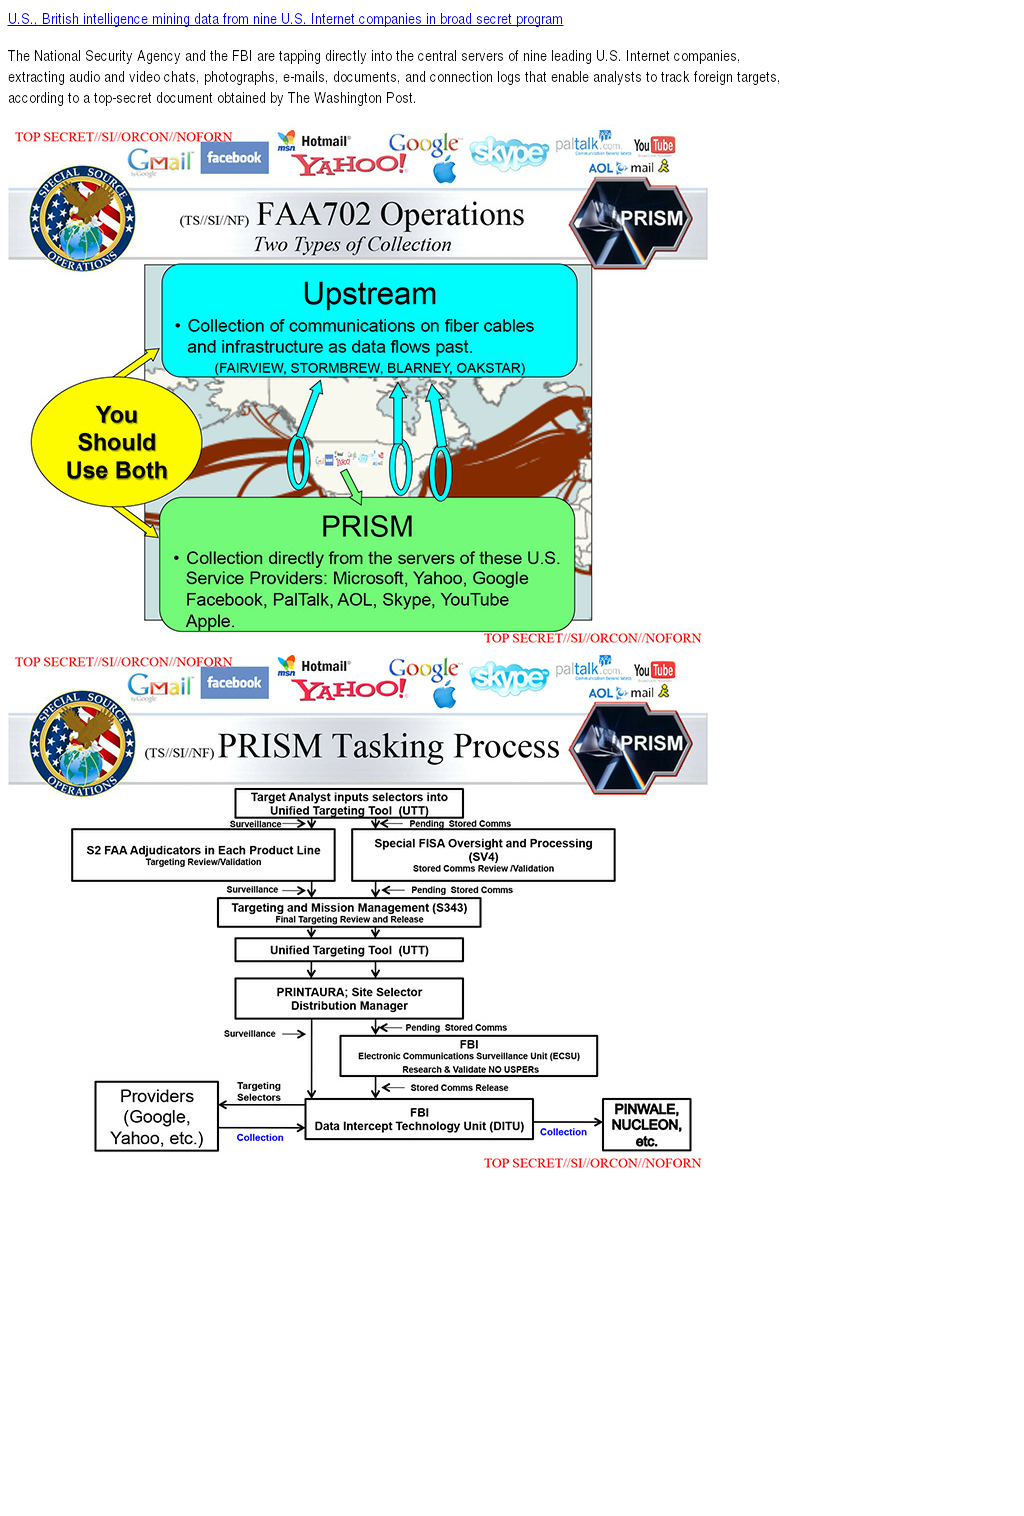 U.S., British intelligence mining data from nine U.S. Internet companies in broad secret program
The National Security Agency and the FBI are tapping directly into the central servers of nine leading U.S. Internet companies,
extracting audio and video chats, photographs, e-mails, documents, and connection logs that enable analysts to track foreign targets,
according to a top-secret document obtained by The Washington Post.
TOP SECRET//SI//ORCON//NOFORN
Gmail
by Google
facebook
msn
Hotmail
YAHOO!
Google
skype
paltalk.com
YouTube
AOL mail
SPECIAL SOURCE
OPERATIONS
(TS//SI//NF) FAA702 Operations
Two Types of Collection
PRISM
Upstream
• Collection of communications on fiber cables
and infrastructure as data flows past.
(FAIRVIEW, STORMBREW, BLARNEY, OAKSTAR)
You
Should
Use Both
PRISM
• Collection directly from the servers of these U.S.
Service Providers: Microsoft, Yahoo, Google
Facebook, PalTalk, AOL, Skype, YouTube
Apple.
TOP SECRET//SI//ORCON//NOFORN
TOP SECRET//SI//ORCON//NOFORN
Gmail
by Google
facebook
msn
Hotmail
YAHOO!
Google
skype
paltalk.com
YouTube
AOL mail
SPECIAL SOURCE
OPERATIONS
(TS//SI//NF) PRISM Tasking Process
PRISM
Target Analyst inputs selectors into
Unified Targeting Tool (UTT)
Surveillance
Pending Stored Comms
S2 FAA Adjudicators in Each Product Line
Targeting Review/Validation
Special FISA Oversight and Processing
(SV4)
Stored Comms Review /Validation
Surveillance
Pending Stored Comms
Targeting and Mission Management (S343)
Final Targeting Review and Release
Unified Targeting Tool (UTT)
PRINTAURA; Site Selector
Distribution Manager
Surveillance
Pending Stored Comms
FBI
Electronic Communications Surveillance Unit (ECSU)
Research & Validate NO USPERs
Stored Comms Release
Providers
(Google,
Yahoo, etc.)
Targeting
Selectors
Collection
FBI
Data Intercept Technology Unit (DITU)
Collection
PINWALE,
NUCLEON,
etc.
TOP SECRET//SI//ORCON//NOFORN